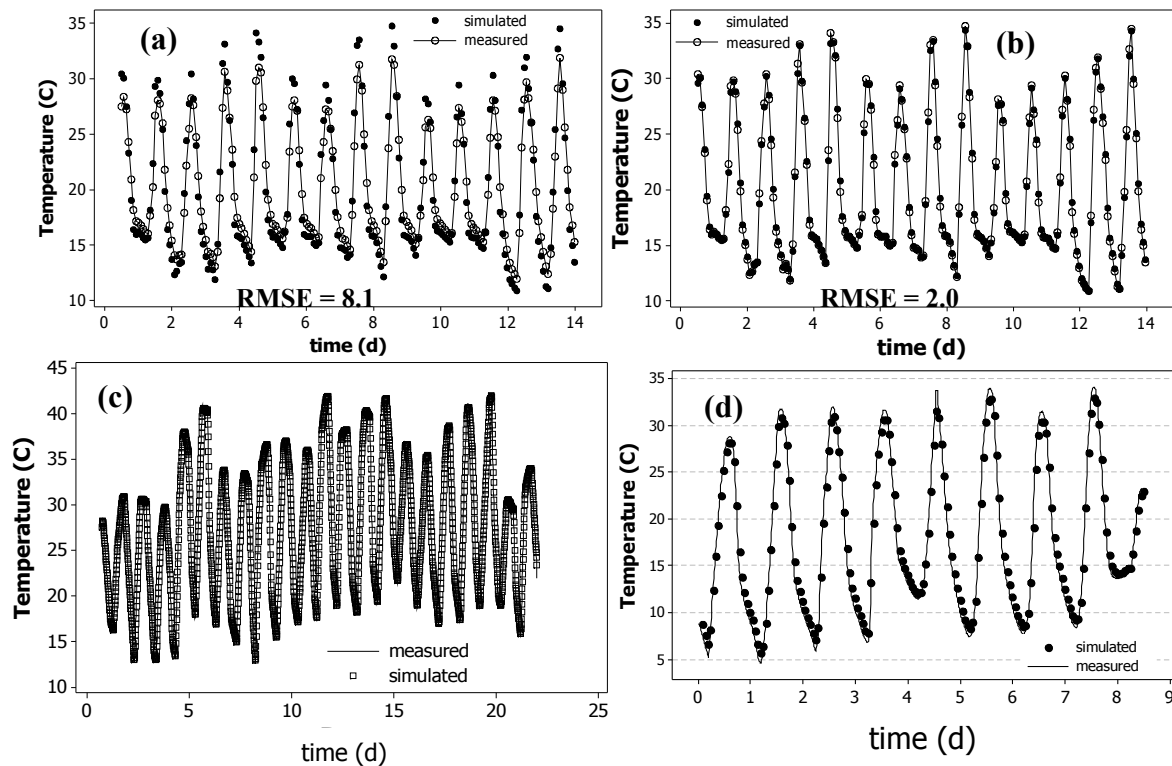 (a)
simulated
measured
Temperature (C)
35
30
25
20
15
10
RMSE = 8.1
0 2 4 6 8 10 12 14
time (d)
simulated
measured
(b)
Temperature (C)
35
30
25
20
15
10
RMSE = 2.0
0 2 4 6 8 10 12 14
time (d)
(c)
Temperature (C)
45
40
35
30
25
20
15
10
measured
simulated
0 5 10 15 20 25
time (d)
(d)
Temperature (C)
35
30
25
20
15
10
5
simulated
measured
0 1 2 3 4 5 6 7 8 9
time (d)